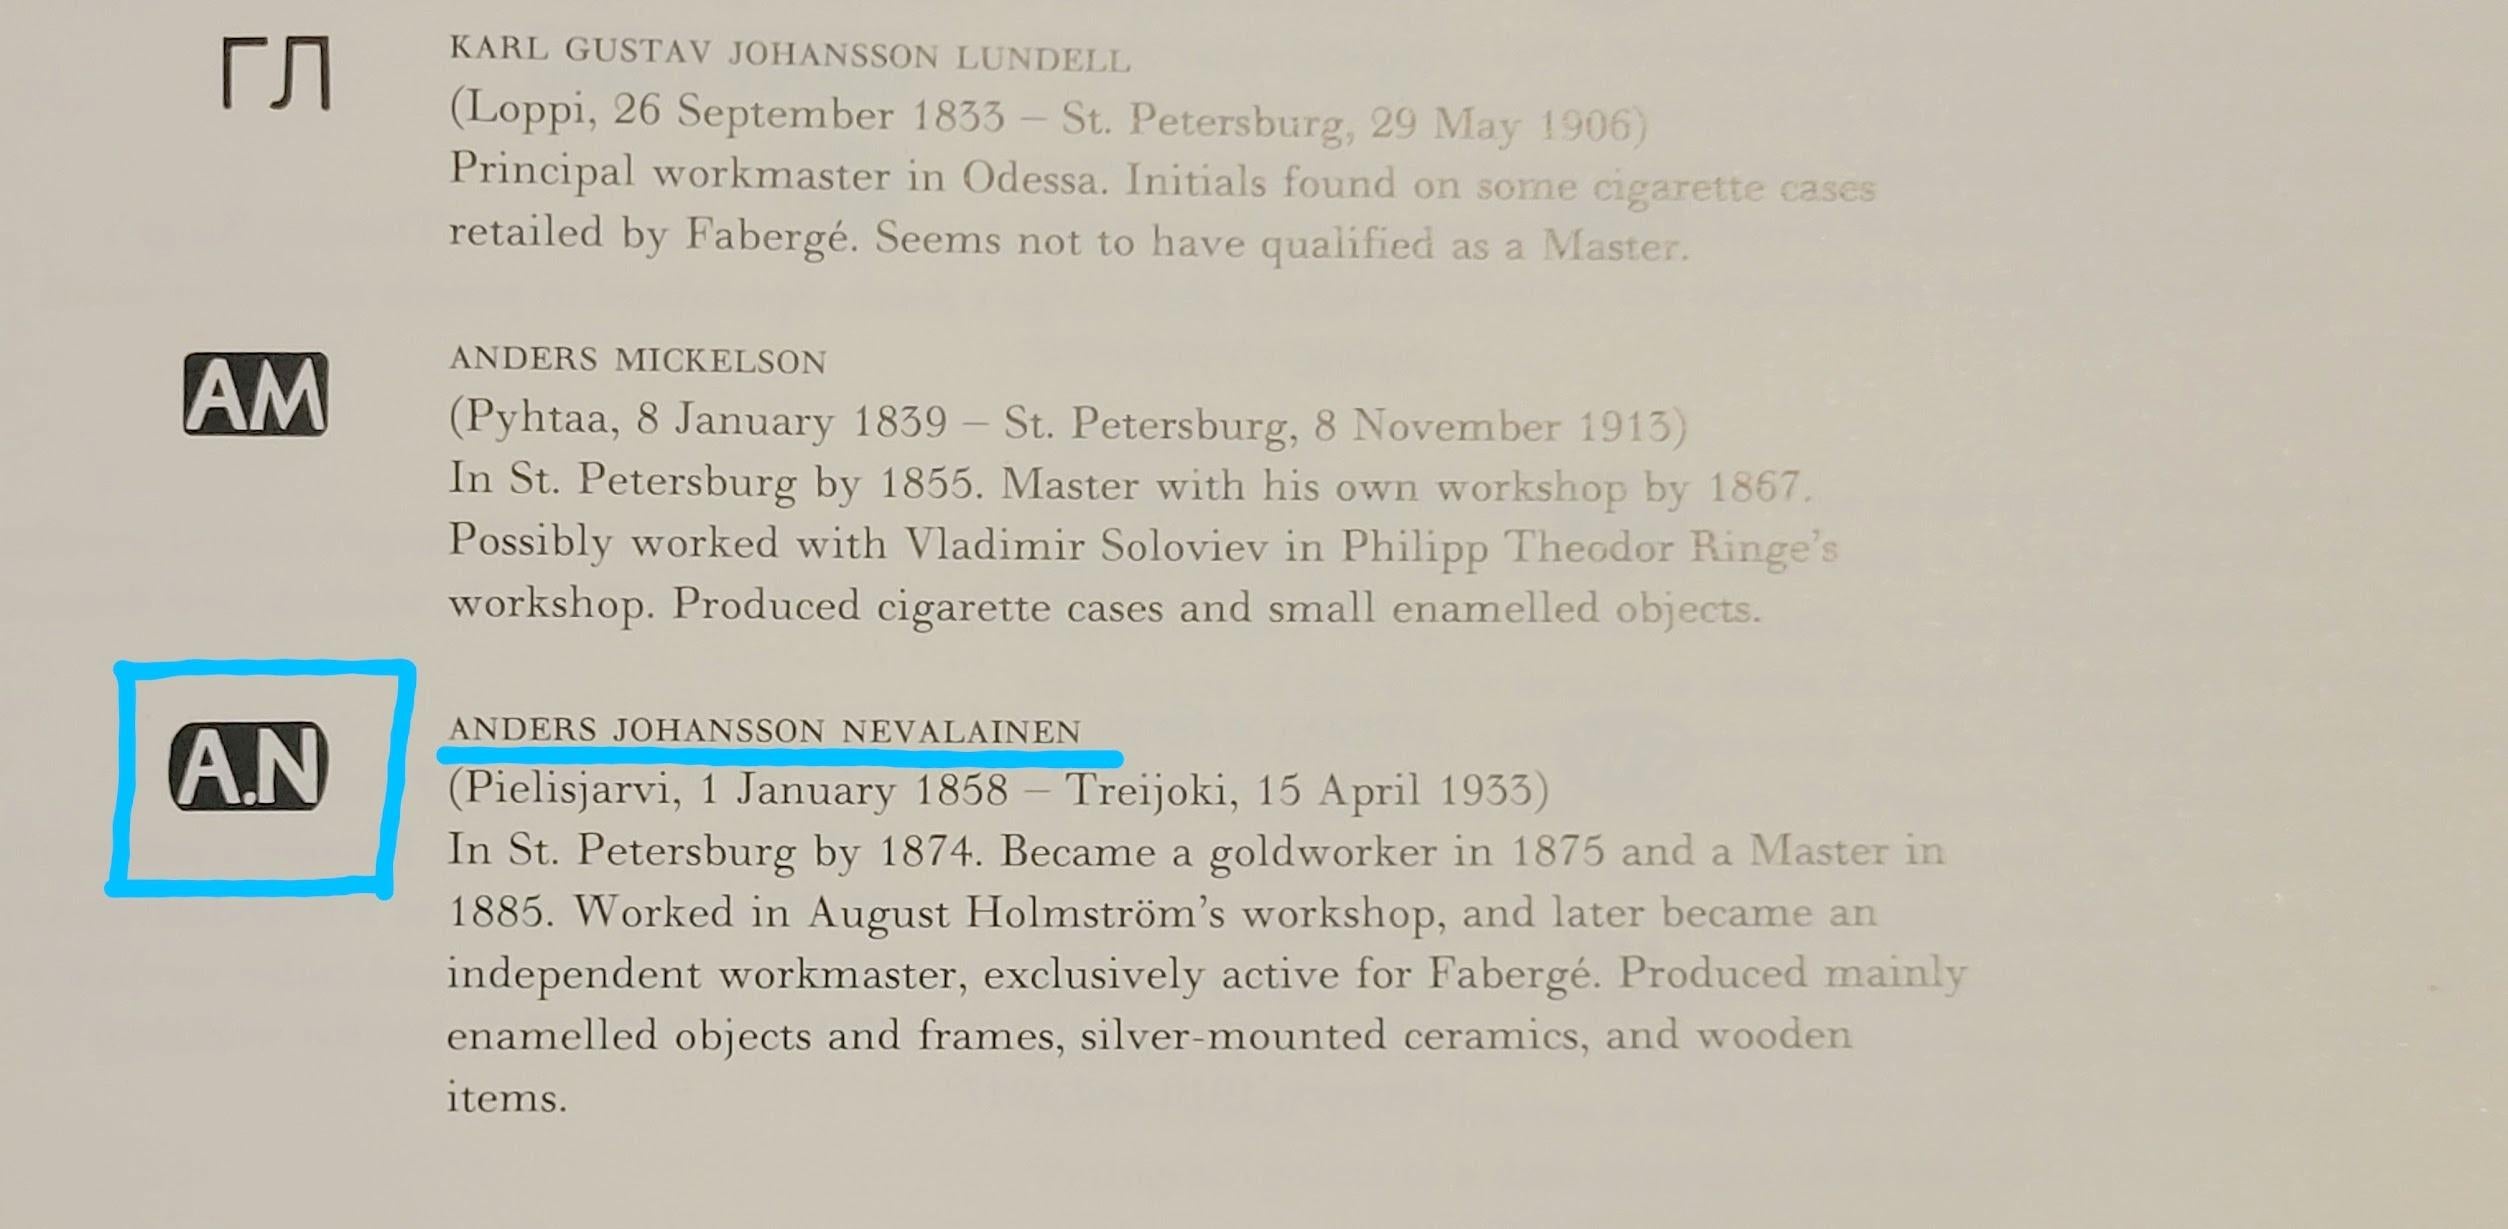 ГЛ
KARL GUSTAV JOHANSSON LUNDELL
(Loppi, 26 September 1833 – St. Petersburg, 29 May 1906)
Principal workmaster in Odessa. Initials found on some cigarette cases
retailed by Fabergé. Seems not to have qualified as a Master.
AM
ANDERS MICKELSON
(Pyhtaa, 8 January 1839 – St. Petersburg, 8 November 1913)
In St. Petersburg by 1855. Master with his own workshop by 1867.
Possibly worked with Vladimir Soloviev in Philipp Theodor Ringe's
workshop. Produced cigarette cases and small enamelled objects.
A.N
ANDERS JOHANSSON NEVALAINEN
(Pielisjarvi, 1 January 1858 – Treijoki, 15 April 1933)
In St. Petersburg by 1874. Became a goldworker in 1875 and a Master in
1885. Worked in August Holmström's workshop, and later became an
independent workmaster, exclusively active for Fabergé. Produced mainly
enamelled objects and frames, silver-mounted ceramics, and wooden
items.